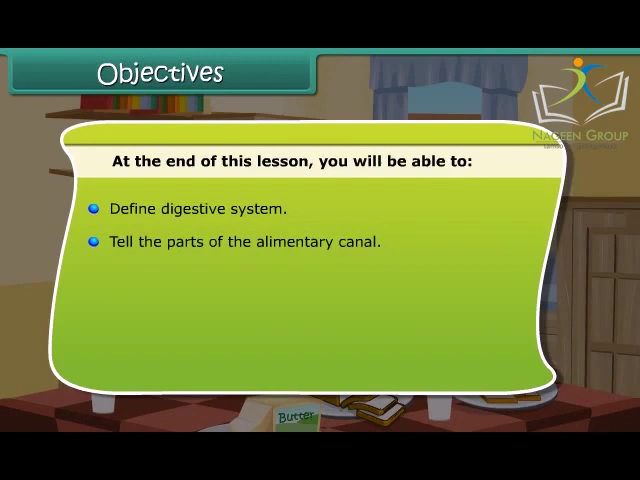 Objectives
NAGEEN GROUP
At the end of this lesson, you will be able to:
Define digestive system.
Tell the parts of the alimentary canal.
Butter